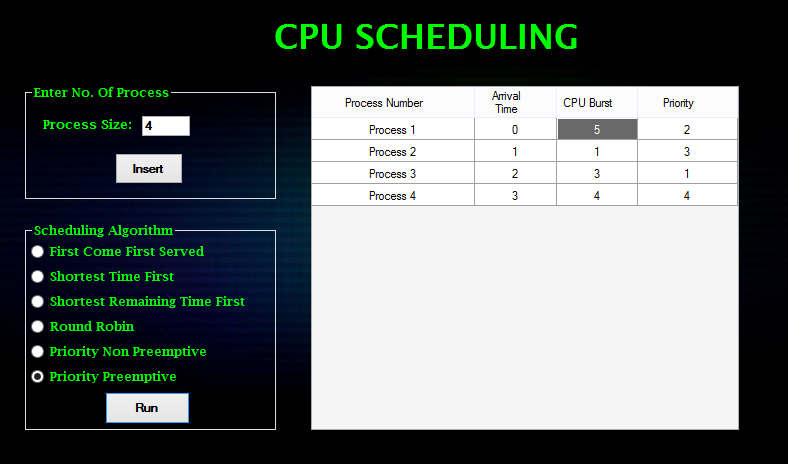 CPU SCHEDULING
Enter No. Of Process
Process Size: 4
Insert
Scheduling Algorithm
First Come First Served
Shortest Time First
Shortest Remaining Time First
Round Robin
Priority Non Preemptive
Priority Preemptive
Run
Process Number Arrival Time CPU Burst Priority
Process 1 0 5 2
Process 2 1 1 3
Process 3 2 3 1
Process 4 3 4 4